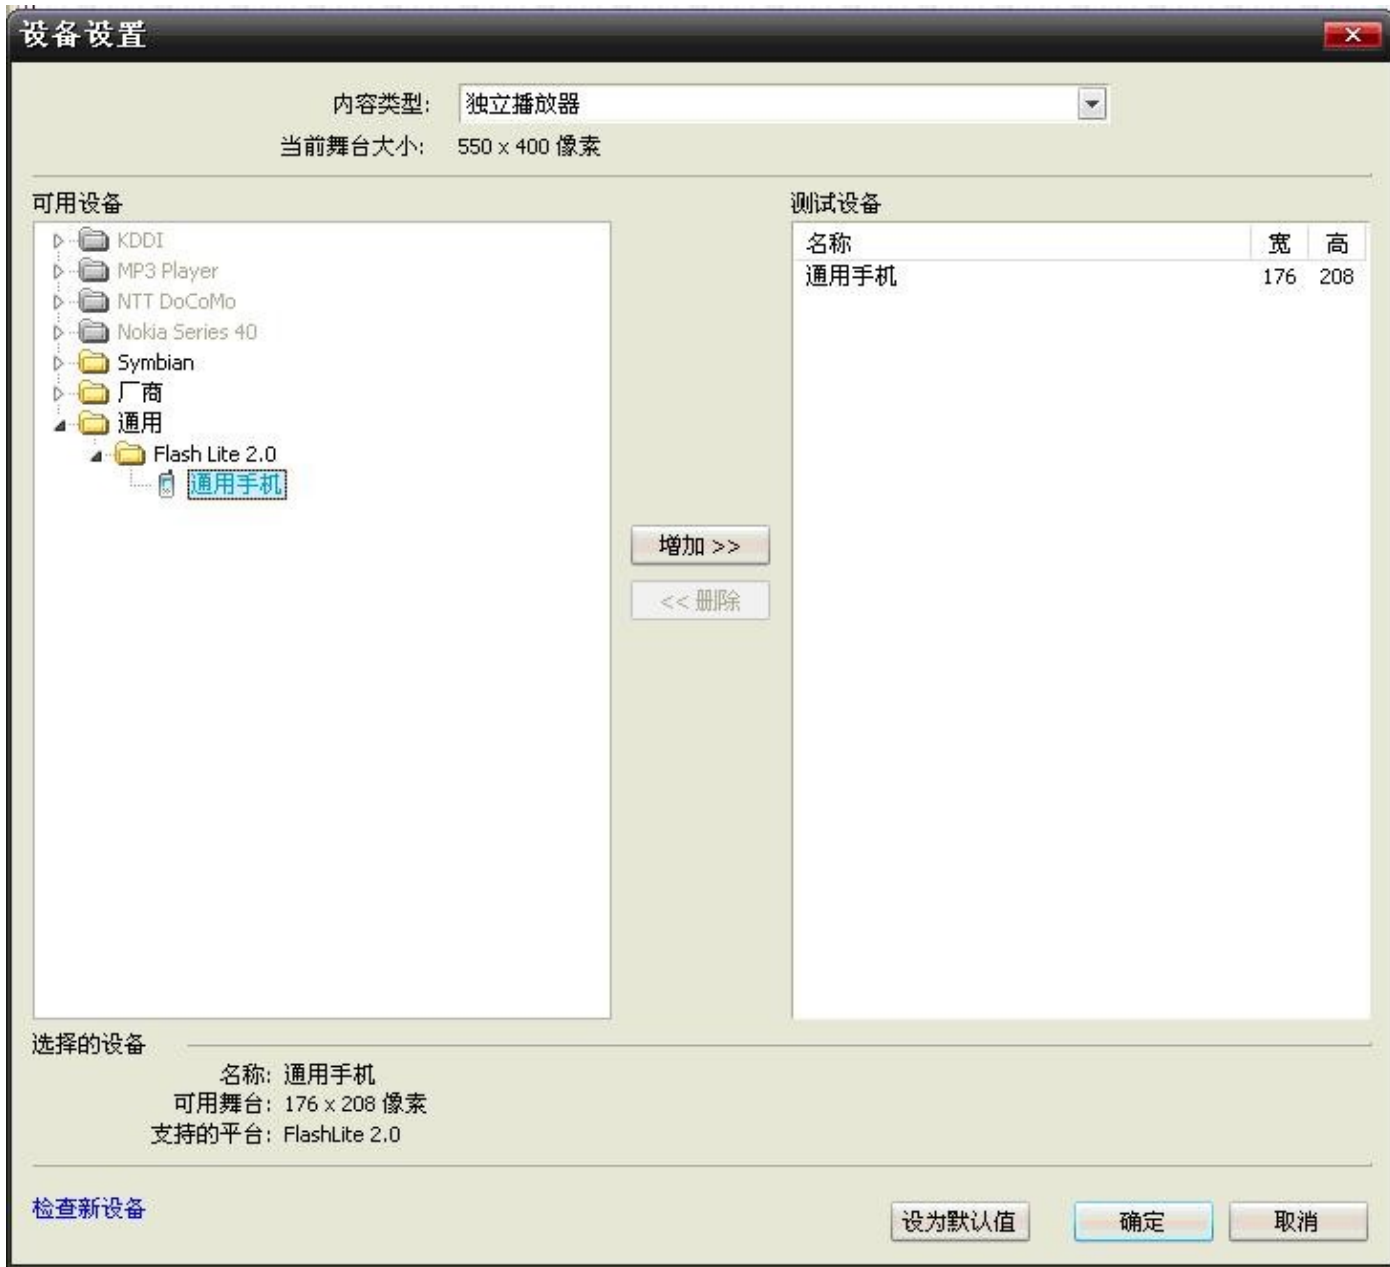 设备设置
内容类型: 独立播放器
当前舞台大小: 550 x 400 像素
可用设备
KDDI
MP3 Player
NTT DoCoMo
Nokia Series 40
Symbian
厂商
通用
Flash Lite 2.0
通用手机
增加 >>
<< 删除
测试设备
名称 宽 高
通用手机 176 208
选择的设备
名称: 通用手机
可用舞台: 176 x 208 像素
支持的平台: FlashLite 2.0
检查新设备
设为默认值 确定 取消